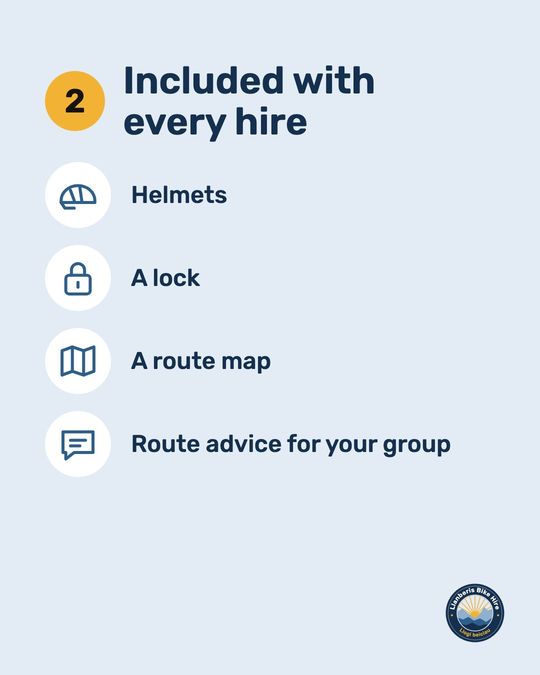 2
Included with
every hire
Helmets
A lock
A route map
Route advice for your group
Llanberis Bike Hire
Llogi beiciau